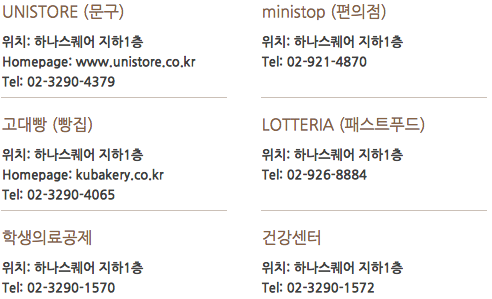 UNISTORE (문구)
위치: 하나스퀘어 지하1층
Homepage: www.unistore.co.kr
Tel: 02-3290-4379
ministop (편의점)
위치: 하나스퀘어 지하1층
Tel: 02-921-4870
고대빵 (빵집)
위치: 하나스퀘어 지하1층
Homepage: kubakery.co.kr
Tel: 02-3290-4065
LOTTERIA (패스트푸드)
위치: 하나스퀘어 지하1층
Tel: 02-926-8884
학생의료공제
위치: 하나스퀘어 지하1층
Tel: 02-3290-1570
건강센터
위치: 하나스퀘어 지하1층
Tel: 02-3290-1572